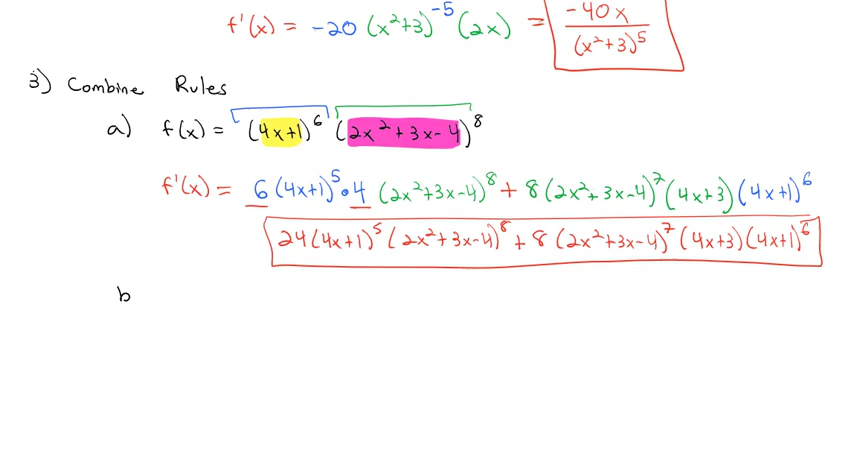 f'(x) = -20 (x²+3)⁻⁵ (2x) = -40x / (x²+3)⁵
3) Combine Rules
a) f(x) = (4x+1)⁶ (2x²+3x-4)⁸
f'(x) = 6(4x+1)⁵•4 (2x²+3x-4)⁸ + 8(2x²+3x-4)⁷(4x+3)(4x+1)⁶
24(4x+1)⁵(2x²+3x-4)⁸ + 8(2x²+3x-4)⁷(4x+3)(4x+1)⁶
b